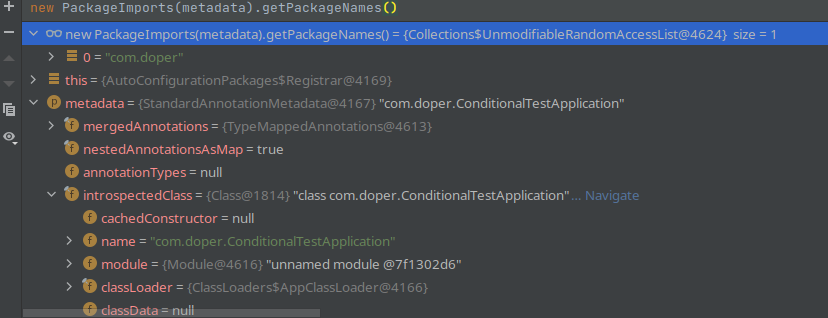 new PackageImports(metadata).getPackageNames()
new PackageImports(metadata).getPackageNames() = {Collections$UnmodifiableRandomAccessList@4624} size = 1
0 = "com.doper"
this = {AutoConfigurationPackages$Registrar@4169}
metadata = {StandardAnnotationMetadata@4167} "com.doper.ConditionalTestApplication"
mergedAnnotations = {TypeMappedAnnotations@4613}
nestedAnnotationsAsMap = true
annotationTypes = null
introspectedClass = {Class@1814} "class com.doper.ConditionalTestApplication"... Navigate
cachedConstructor = null
name = "com.doper.ConditionalTestApplication"
module = {Module@4616} "unnamed module @7f1302d6"
classLoader = {ClassLoaders$AppClassLoader@4166}
classData = null